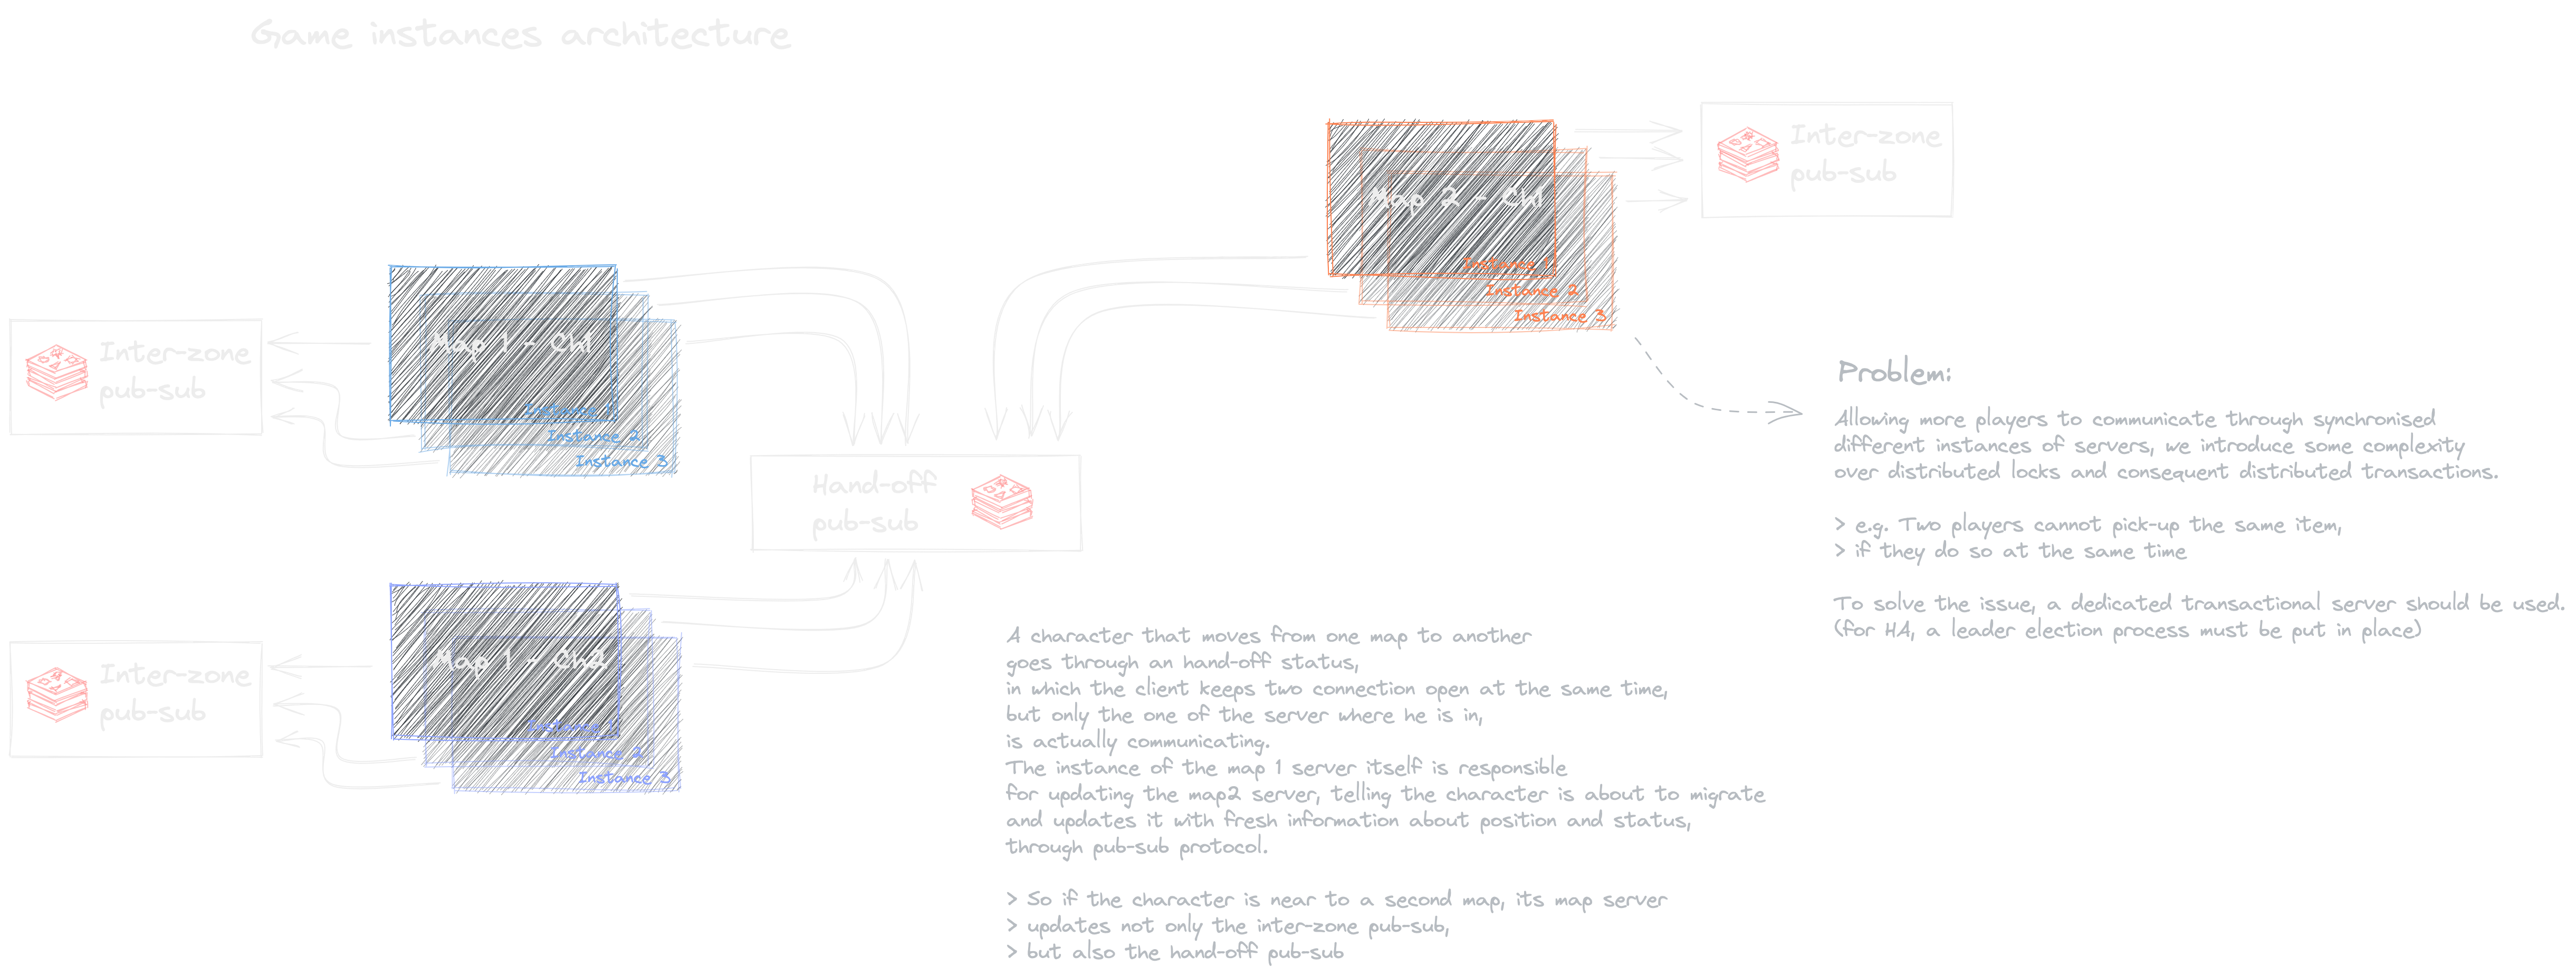 Game instances architecture
Inter-zone
pub-sub
Map 1 - Ch1
Instance 1
Instance 2
Instance 3
Inter-zone
pub-sub
Map 1 - Ch2
Instance 1
Instance 2
Instance 3
Hand-off
pub-sub
Map 2 - Ch1
Instance 1
Instance 2
Instance 3
Inter-zone
pub-sub
A character that moves from one map to another
goes through an hand-off status,
in which the client keeps two connection open at the same time,
but only the one of the server where he is in,
is actually communicating.
The instance of the map 1 server itself is responsible
for updating the map2 server, telling the character is about to migrate
and updates it with fresh information about position and status,
through pub-sub protocol.
> So if the character is near to a second map, its map server
> updates not only the inter-zone pub-sub,
> but also the hand-off pub-sub
Problem:
Allowing more players to communicate through synchronised
different instances of servers, we introduce some complexity
over distributed locks and consequent distributed transactions.
> e.g. Two players cannot pick-up the same item,
> if they do so at the same time
To solve the issue, a dedicated transactional server should be used.
(for HA, a leader election process must be put in place)